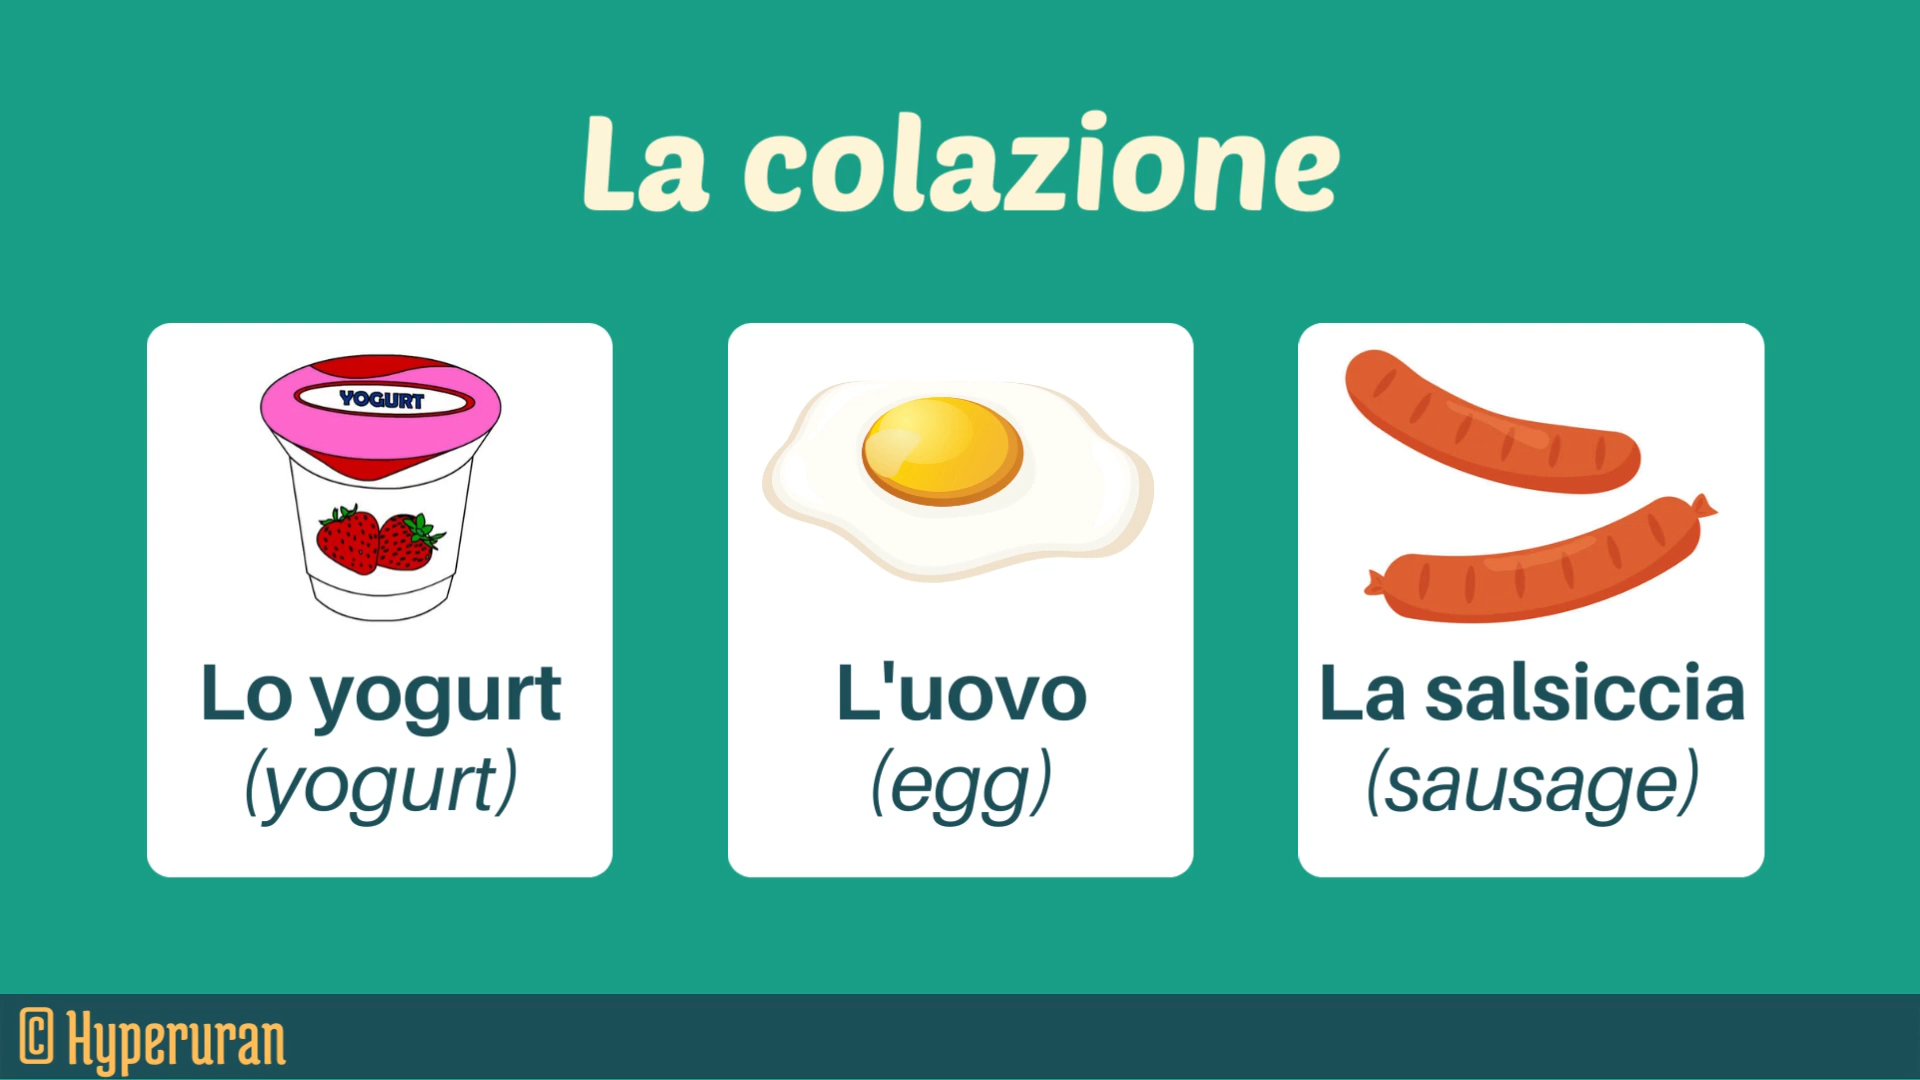 La colazione
YOGURT
Lo yogurt
(yogurt)
L'uovo
(egg)
La salsiccia
(sausage)
© Hyperuran